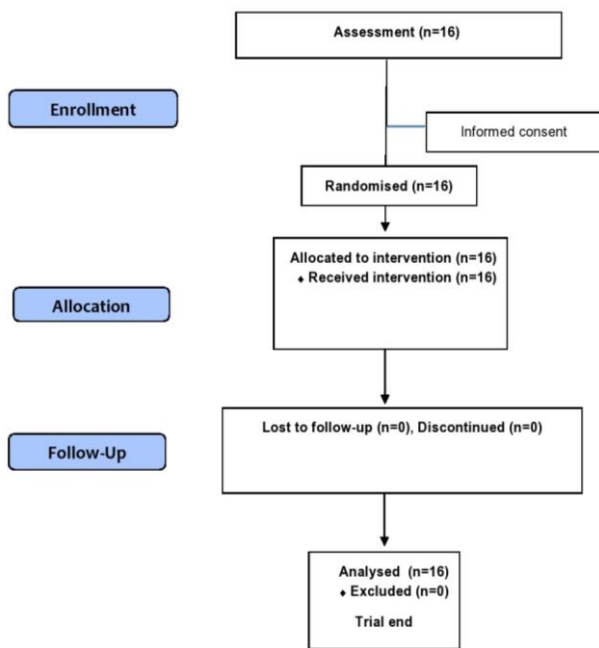 Assessment (n=16)
Enrollment
Informed consent
Randomised (n=16)
Allocated to intervention (n=16)
♦ Received intervention (n=16)
Allocation
Lost to follow-up (n=0), Discontinued (n=0)
Follow-Up
Analysed (n=16)
♦ Excluded (n=0)
Trial end